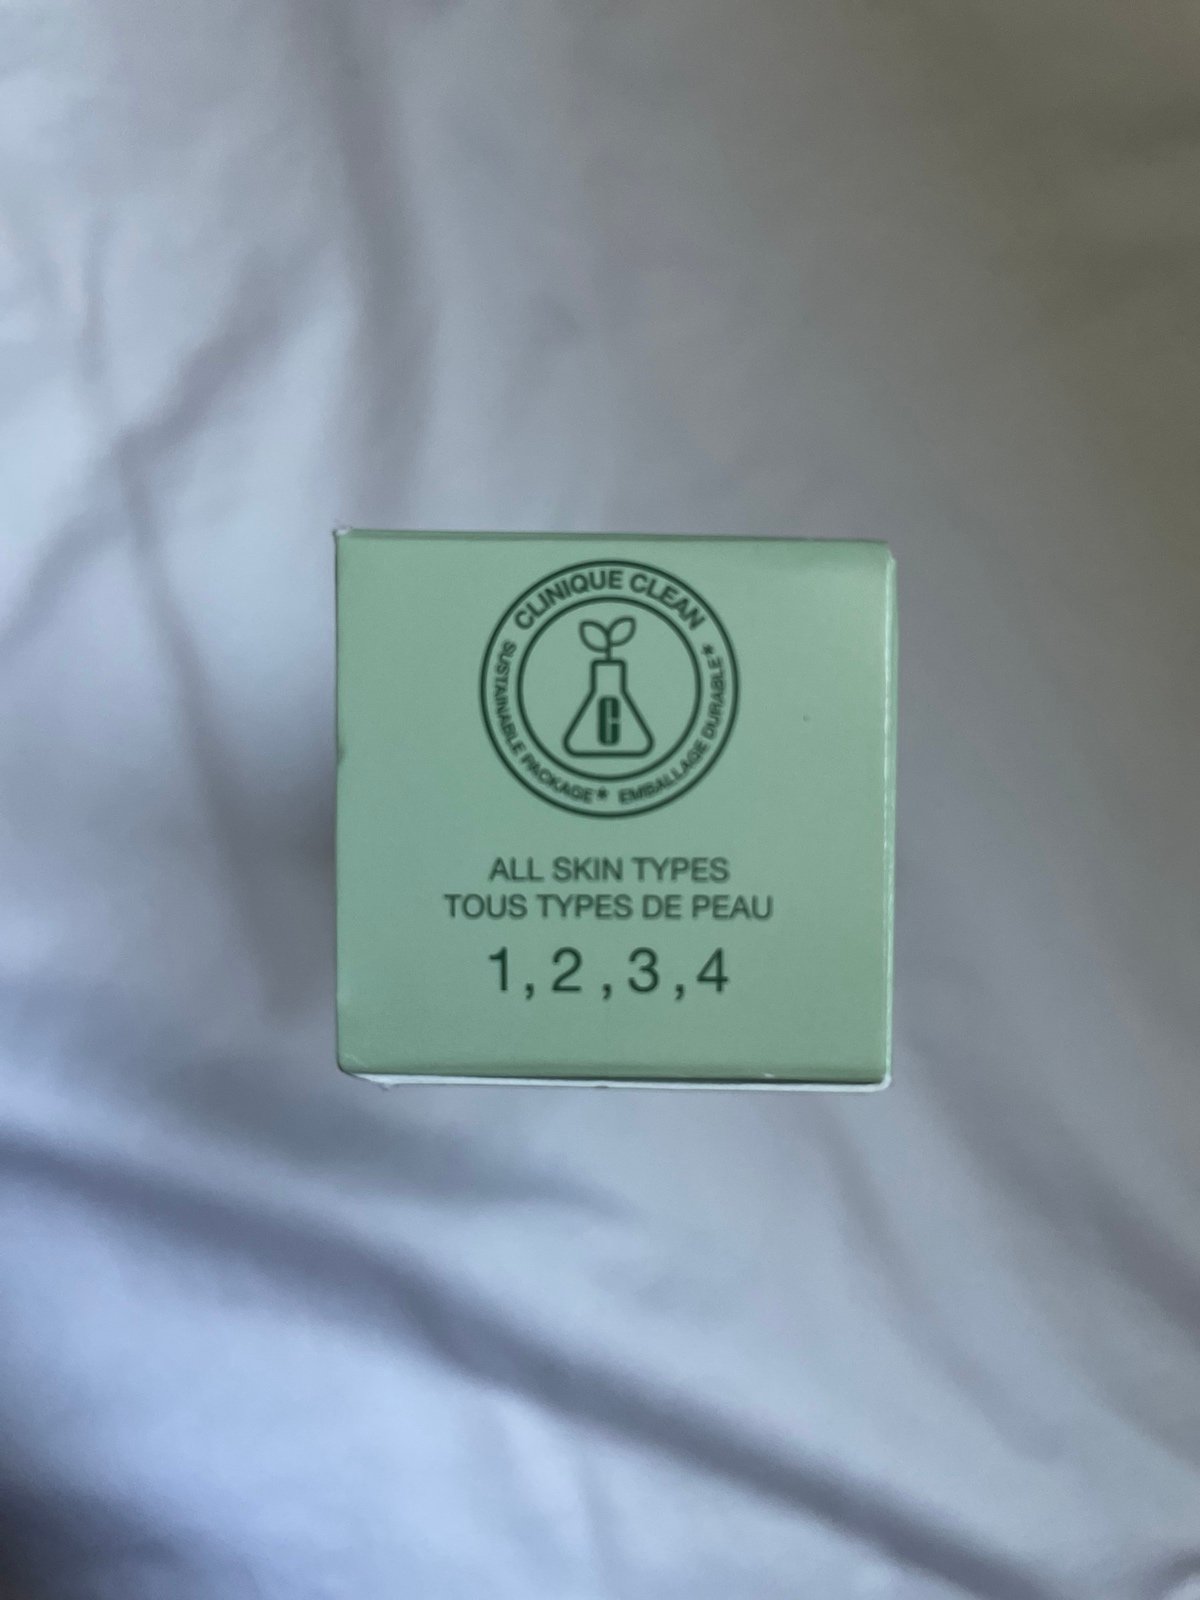 CLINIQUE CLEAN
SUSTAINABLE PACKAGE* EMBALLAGE DURABLE*
C
ALL SKIN TYPES
TOUS TYPES DE PEAU
1, 2 , 3 , 4